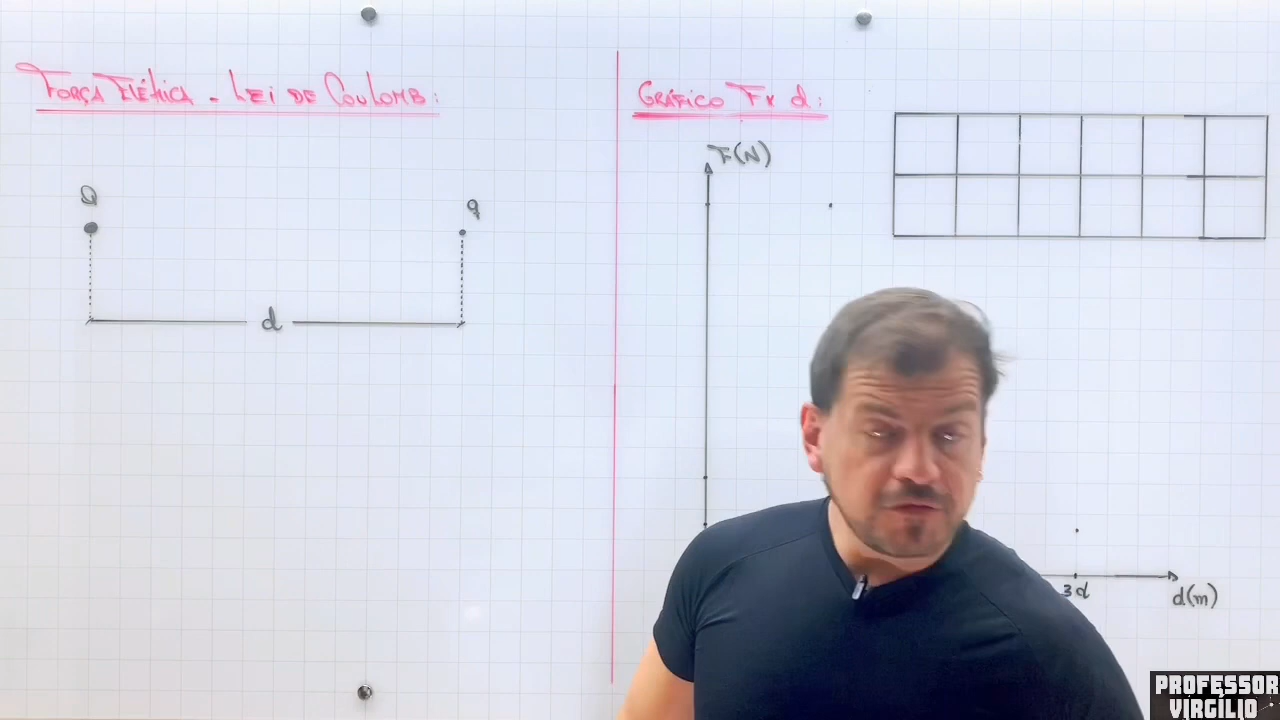 FORÇA ELÉTRICA - LEI DE COULOMB:
Q
q
d
GRÁFICO F x d:
F(N)
3d
d(m)
PROFESSOR
VIRGÍLIO